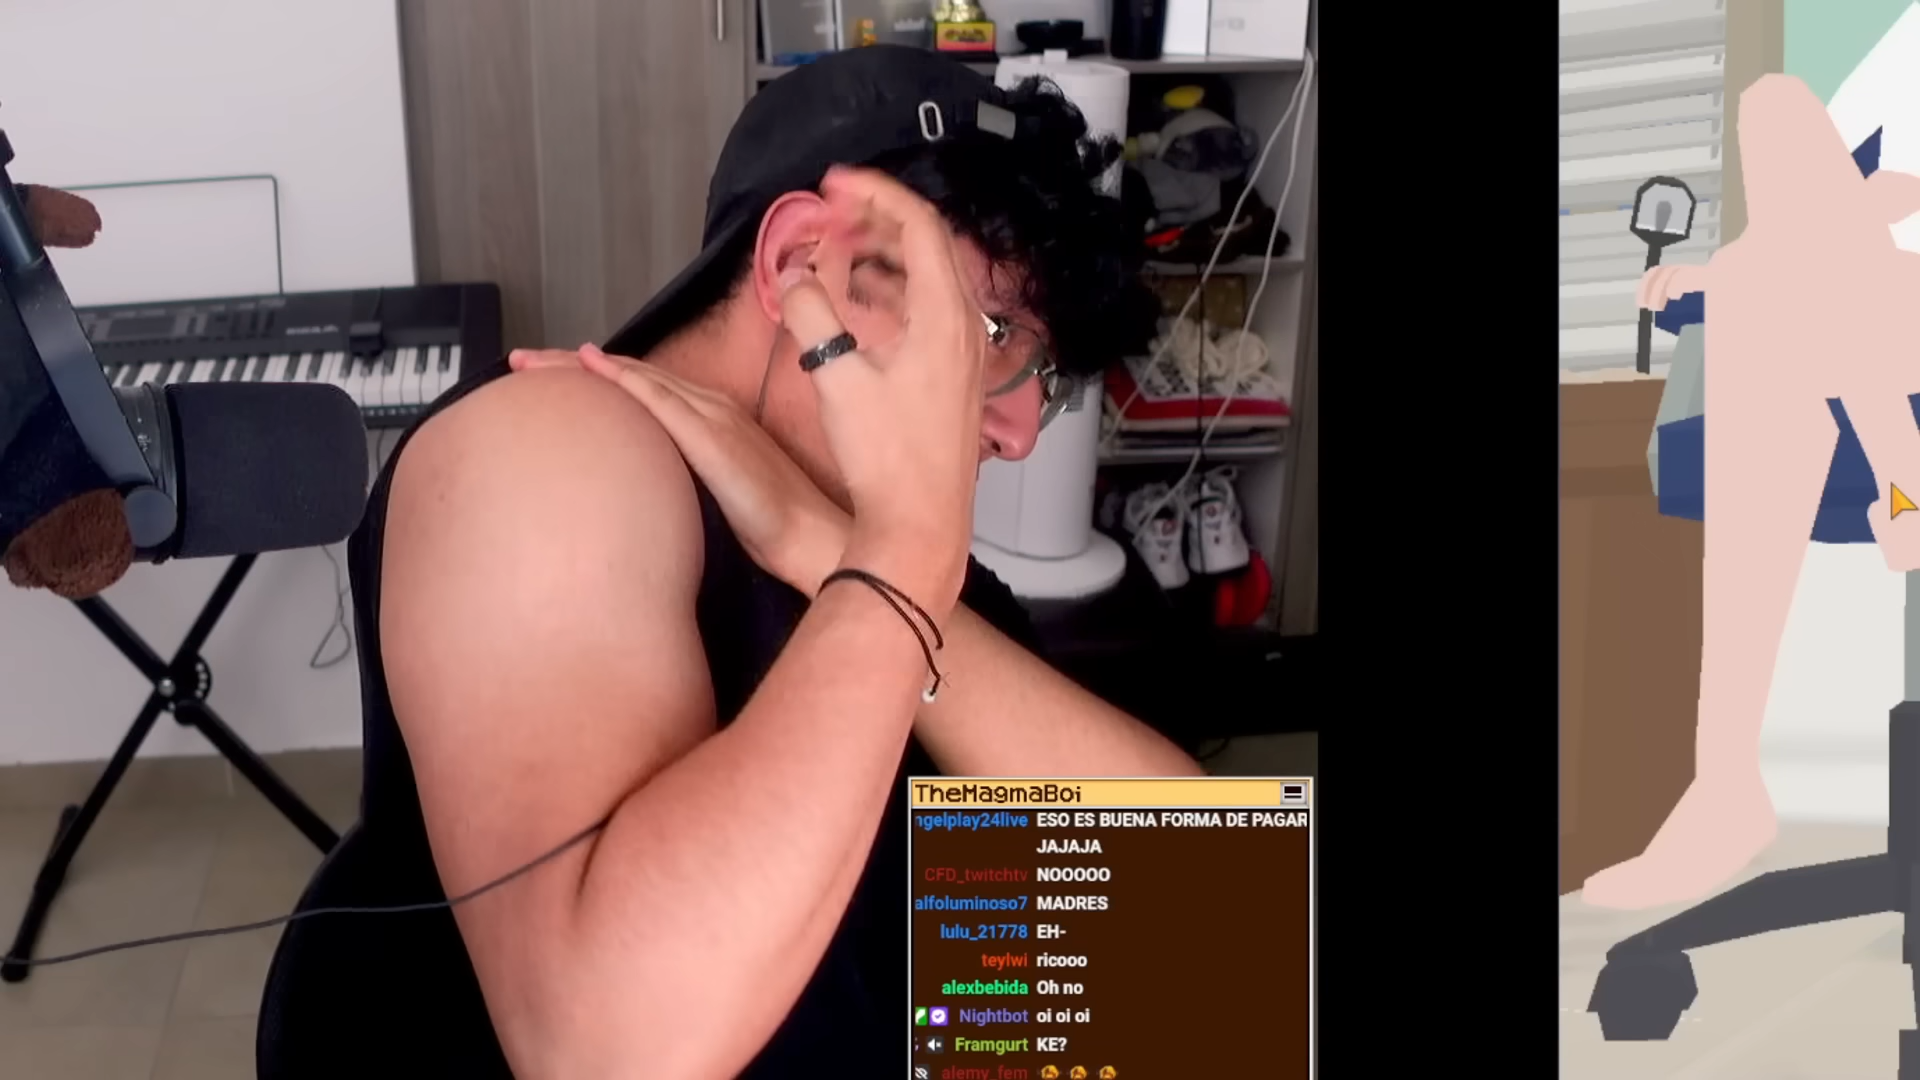 TheMagmaBoi
ngelplay24live ESO ES BUENA FORMA DE PAGAR
JAJAJA
CFD_twitchtv NOOOOO
alfoluminoso7 MADRES
lulu_21778 EH-
teylwi ricooo
alexbebida Oh no
Nightbot oi oi oi
Framgurt KE?
alemy_fem